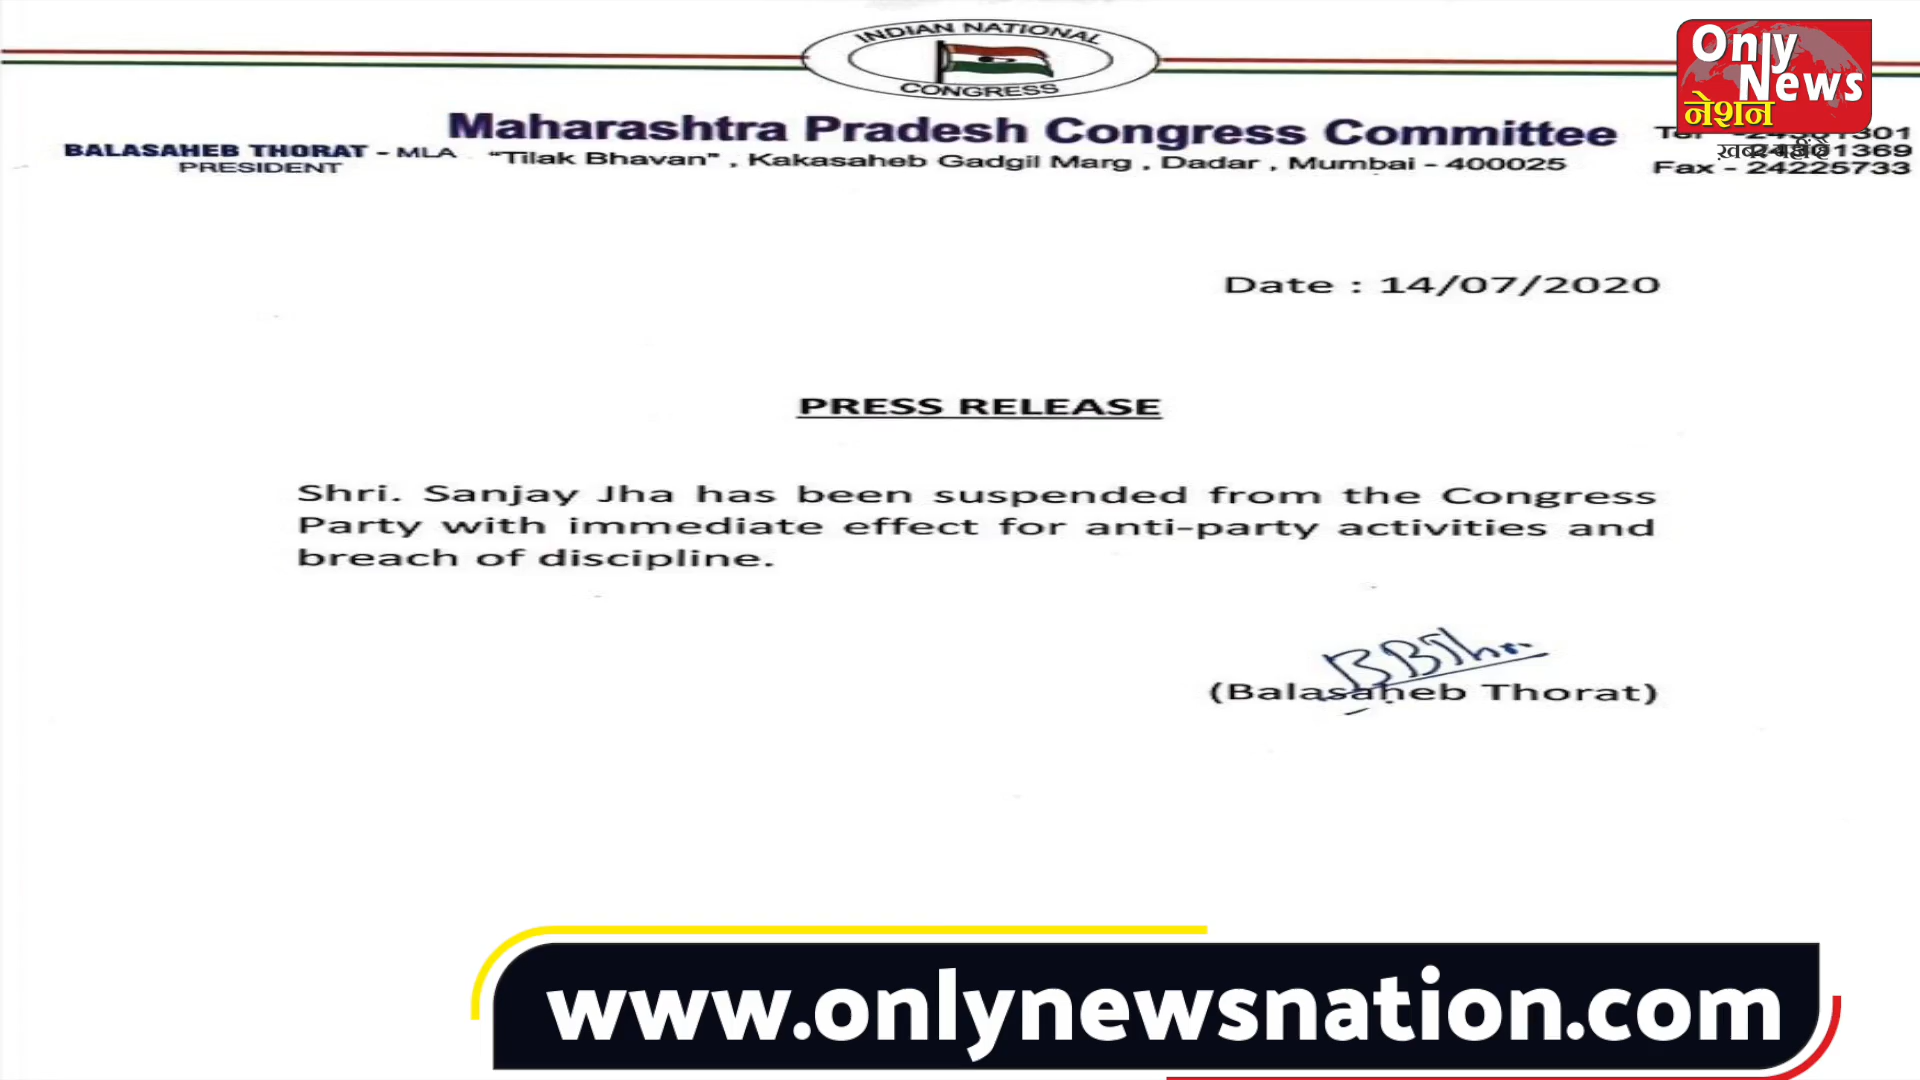 INDIAN NATIONAL
CONGRESS
Only
News
नेशन
Maharashtra Pradesh Congress Committee
BALASAHEB THORAT - MLA
PRESIDENT
"Tilak Bhavan" , Kakasaheb Gadgil Marg , Dadar , Mumbai - 400025
Fax - 24225733
Date : 14/07/2020
PRESS RELEASE
Shri. Sanjay Jha has been suspended from the Congress
Party with immediate effect for anti-party activities and
breach of discipline.
(Balasaheb Thorat)
www.onlynewsnation.com